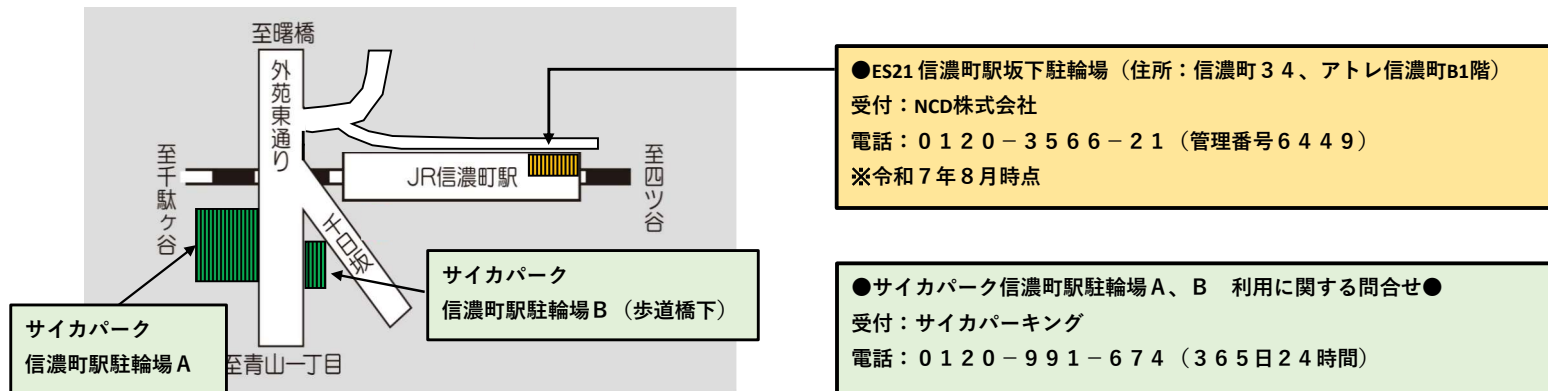 至曙橋
外苑東通り
至千駄ケ谷
JR信濃町駅
至四ツ谷
千日坂
サイカパーク
信濃町駅駐輪場A
サイカパーク
信濃町駅駐輪場B（歩道橋下）
至青山一丁目
●ES21 信濃町駅坂下駐輪場（住所：信濃町３４、アトレ信濃町B1階）
受付：NCD株式会社
電話：０１２０－３５６６－２１（管理番号６４４９）
※令和７年８月時点
●サイカパーク信濃町駅駐輪場A、B　利用に関する問合せ●
受付：サイカパーキング
電話：０１２０－９９１－６７４（３６５日２４時間）